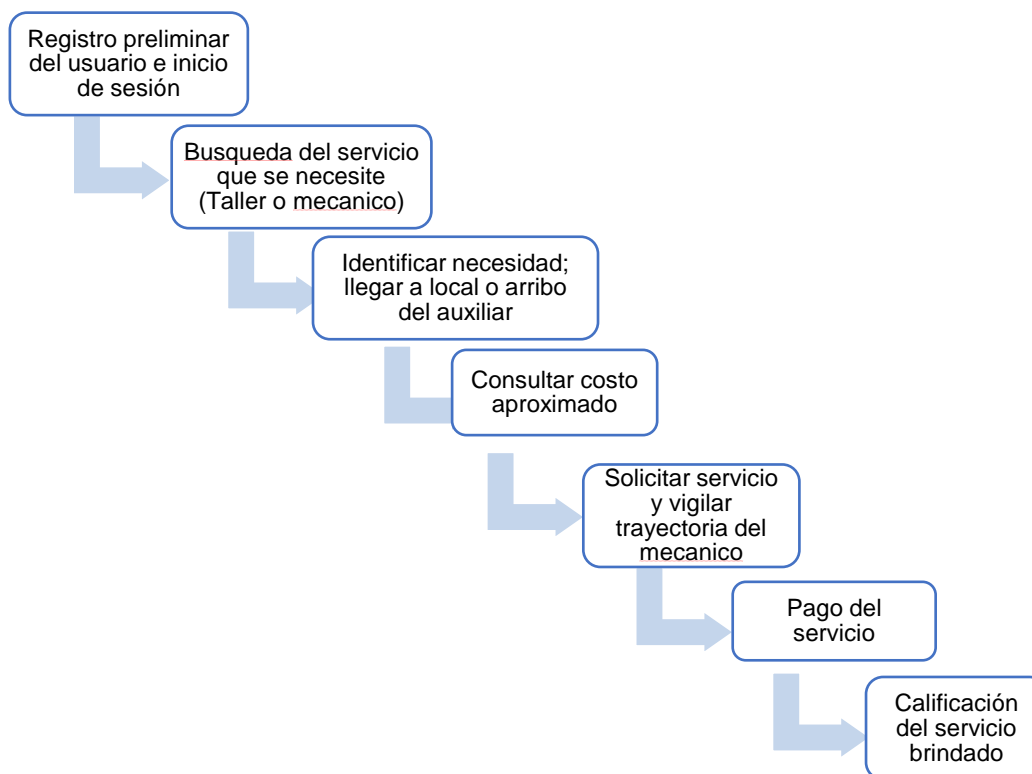 Registro preliminar
del usuario e inicio
de sesión
Busqueda del servicio
que se necesite
(Taller o mecanico)
Identificar necesidad;
llegar a local o arribo
del auxiliar
Consultar costo
aproximado
Solicitar servicio
y vigilar
trayectoria del
mecanico
Pago del
servicio
Calificación
del servicio
brindado